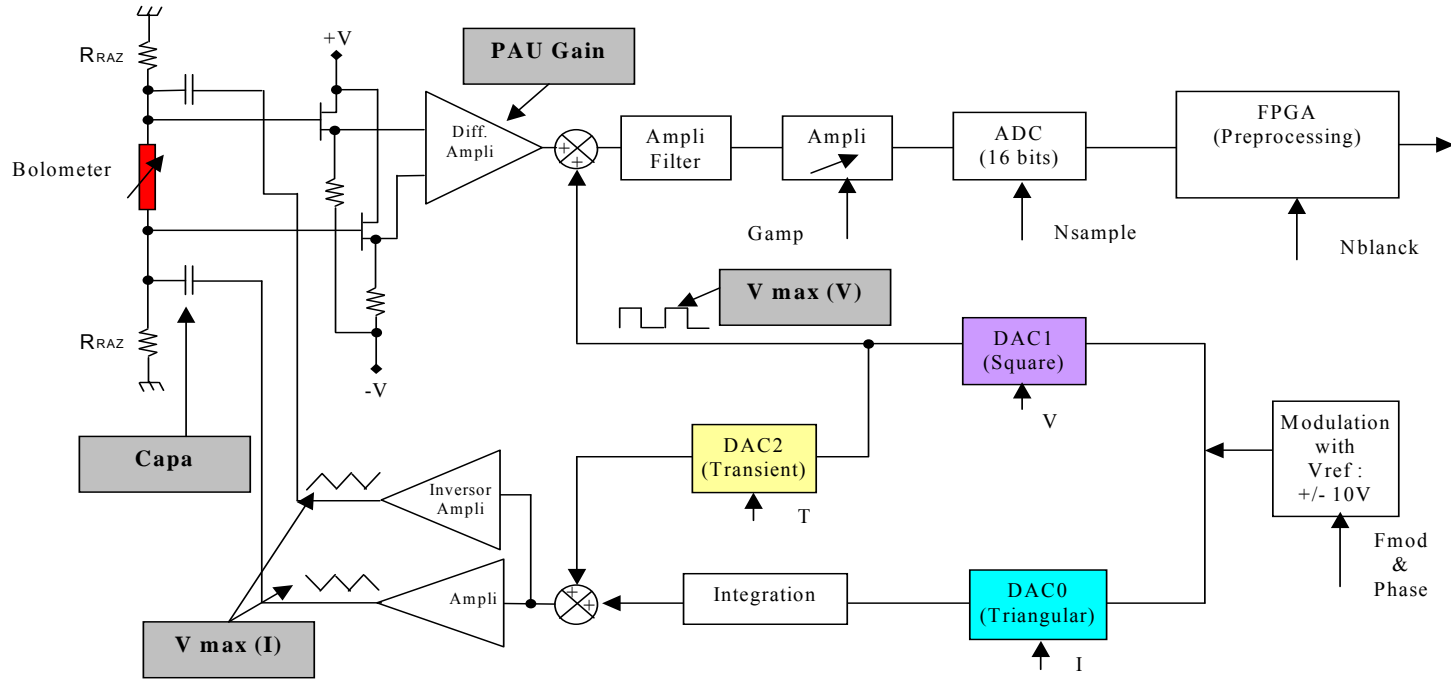 RRAZ
+V
PAU Gain
Diff.
Ampli
+
+
Ampli
Filter
Ampli
ADC
(16 bits)
FPGA
(Preprocessing)
Bolometer
Gamp
Nsample
Nblanck
V max (V)
RRAZ
-V
DAC1
(Square)
V
Capa
DAC2
(Transient)
T
Inversor
Ampli
Modulation
with
Vref :
+/- 10V
Fmod
&
Phase
Ampli
+
+
Integration
DAC0
(Triangular)
I
V max (I)